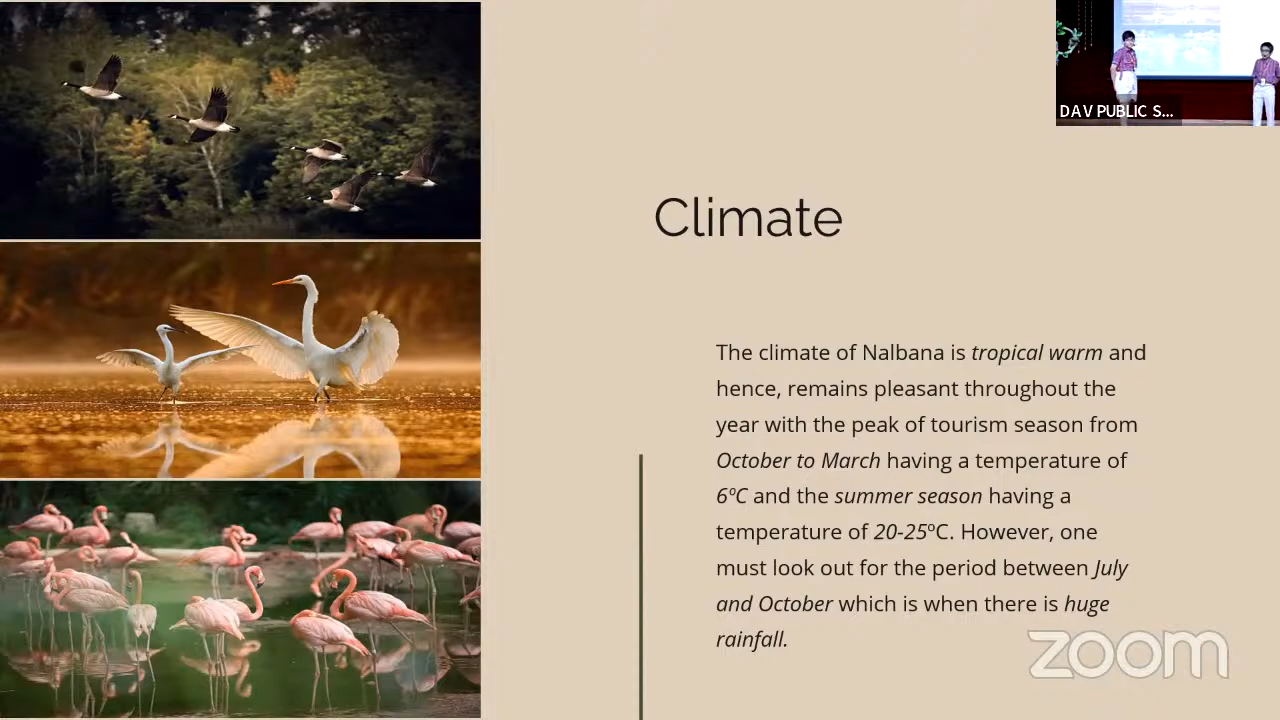 DAV PUBLIC S...
Climate
The climate of Nalbana is tropical warm and
hence, remains pleasant throughout the
year with the peak of tourism season from
October to March having a temperature of
6ºC and the summer season having a
temperature of 20-25ºC. However, one
must look out for the period between July
and October which is when there is huge
rainfall.
zoom